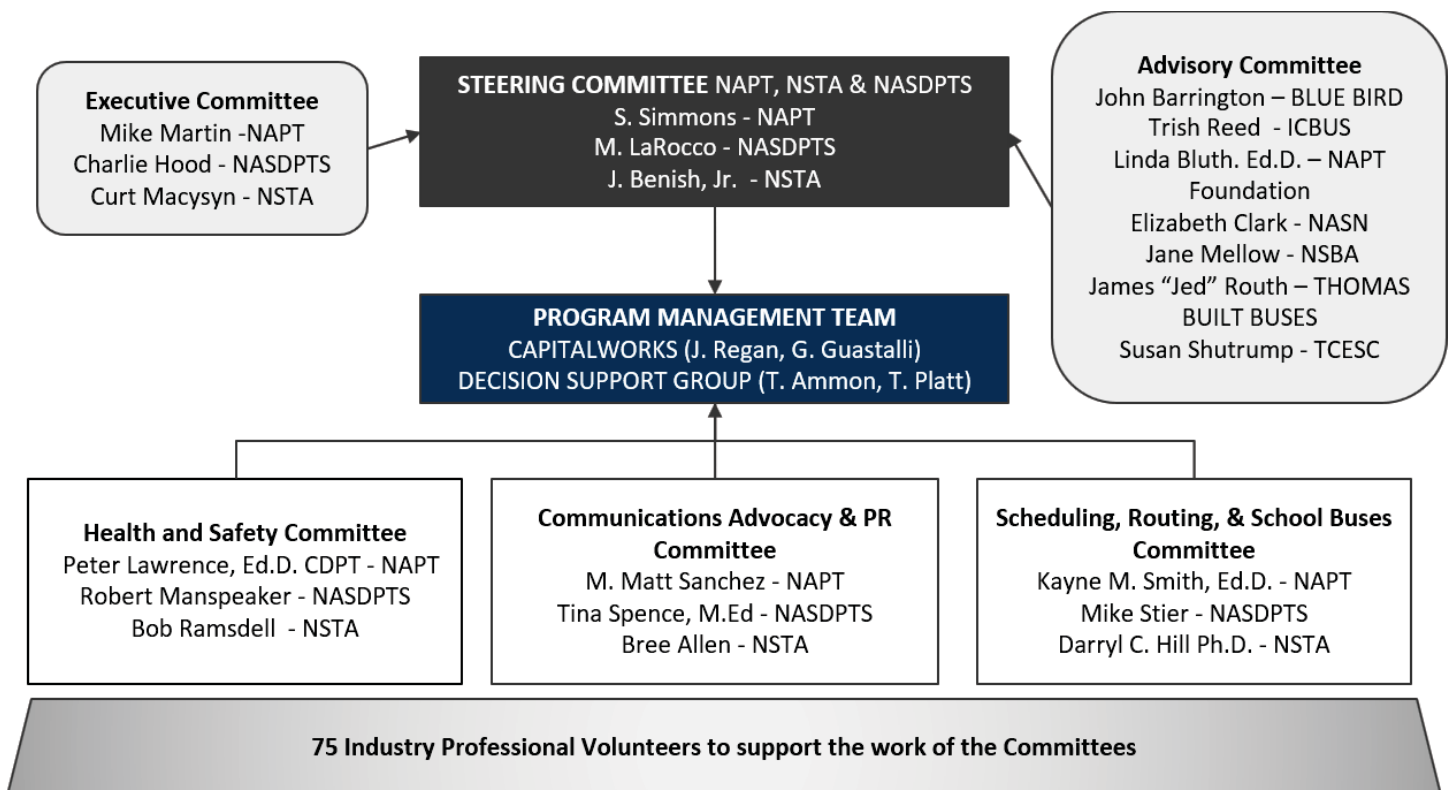 Executive Committee
Mike Martin -NAPT
Charlie Hood - NASDPTS
Curt Macysyn - NSTA
STEERING COMMITTEE NAPT, NSTA & NASDPTS
S. Simmons - NAPT
M. LaRocco - NASDPTS
J. Benish, Jr.  - NSTA
Advisory Committee
John Barrington – BLUE BIRD
Trish Reed  - ICBUS
Linda Bluth. Ed.D. – NAPT
Foundation
Elizabeth Clark - NASN
Jane Mellow - NSBA
James “Jed” Routh – THOMAS
BUILT BUSES
Susan Shutrump - TCESC
PROGRAM MANAGEMENT TEAM
CAPITALWORKS (J. Regan, G. Guastalli)
DECISION SUPPORT GROUP (T. Ammon, T. Platt)
Health and Safety Committee
Peter Lawrence, Ed.D. CDPT - NAPT
Robert Manspeaker - NASDPTS
Bob Ramsdell  - NSTA
Communications Advocacy & PR
Committee
M. Matt Sanchez - NAPT
Tina Spence, M.Ed - NASDPTS
Bree Allen - NSTA
Scheduling, Routing, & School Buses
Committee
Kayne M. Smith, Ed.D. - NAPT
Mike Stier - NASDPTS
Darryl C. Hill Ph.D. - NSTA
75 Industry Professional Volunteers to support the work of the Committees